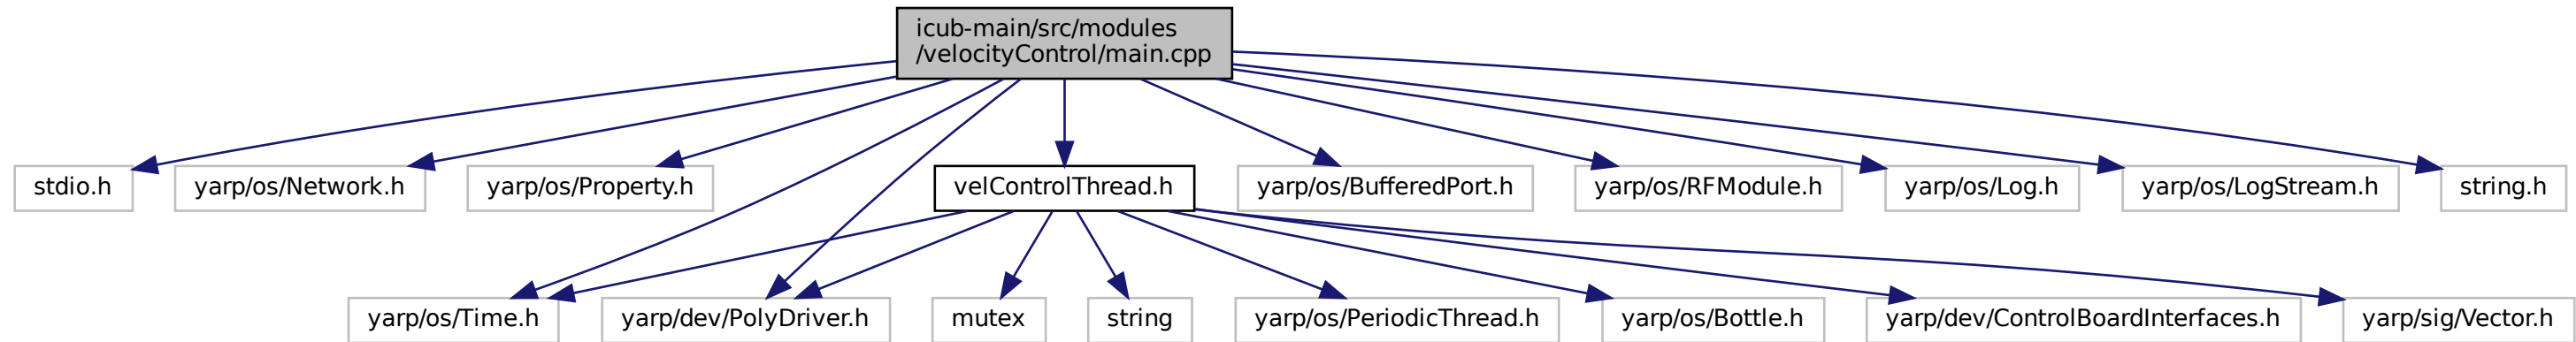 icub-main/src/modules
/velocityControl/main.cpp
stdio.h
yarp/os/Network.h
yarp/os/Property.h
velControlThread.h
yarp/os/BufferedPort.h
yarp/os/RFModule.h
yarp/os/Log.h
yarp/os/LogStream.h
string.h
yarp/os/Time.h
yarp/dev/PolyDriver.h
mutex
string
yarp/os/PeriodicThread.h
yarp/os/Bottle.h
yarp/dev/ControlBoardInterfaces.h
yarp/sig/Vector.h